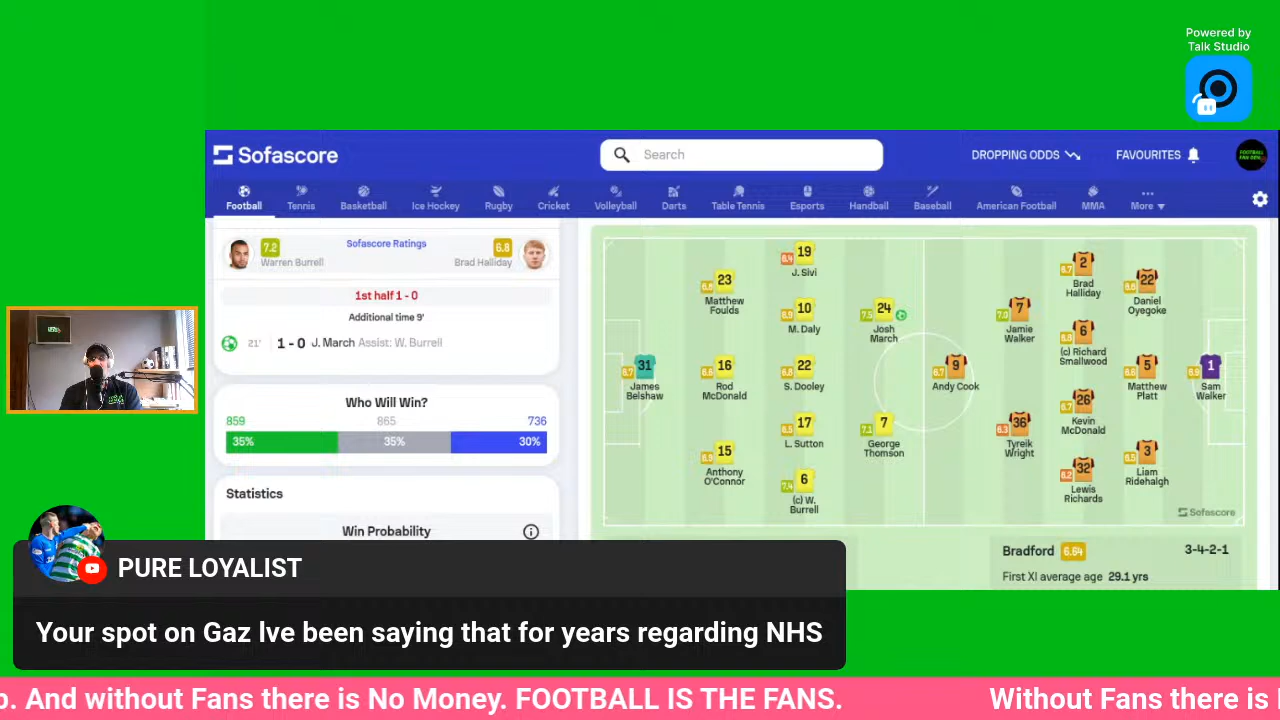 Powered by
Talk Studio
Sofascore
Search
DROPPING ODDS
FAVOURITES
Football
Tennis
Basketball
Ice Hockey
Rugby
Cricket
Volleyball
Darts
Table Tennis
Esports
Handball
Baseball
American Football
MMA
More
7.2
Sofascore Ratings
6.8
Warren Burrell
Brad Halliday
1st half 1 - 0
Additional time 9'
21'
1 - 0 J. March Assist: W. Burrell
Who Will Win?
859
865
736
35%
35%
30%
Statistics
Win Probability
31
James
Belshaw
23
Matthew
Foulds
16
Rod
McDonald
15
Anthony
O'Connor
19
J. Sivi
10
M. Daly
22
S. Dooley
17
L. Sutton
6
(c) W.
Burrell
24
Josh
March
7
George
Thomson
9
Andy Cook
7
Jamie
Walker
36
Tyreik
Wright
2
Brad
Halliday
6
(c) Richard
Smallwood
26
Kevin
McDonald
32
Lewis
Richards
22
Daniel
Oyegoke
5
Matthew
Platt
3
Liam
Ridehalgh
1
Sam
Walker
Sofascore
Bradford 6.64
3-4-2-1
First XI average age 29.1 yrs
PURE LOYALIST
Your spot on Gaz Ive been saying that for years regarding NHS
. And without Fans there is No Money. FOOTBALL IS THE FANS.
Without Fans there is